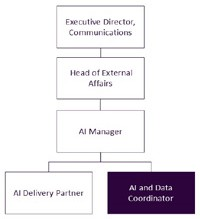 Executive Director,
Communications
Head of External
Affairs
AI Manager
AI Delivery Partner
AI and Data
Coordinator